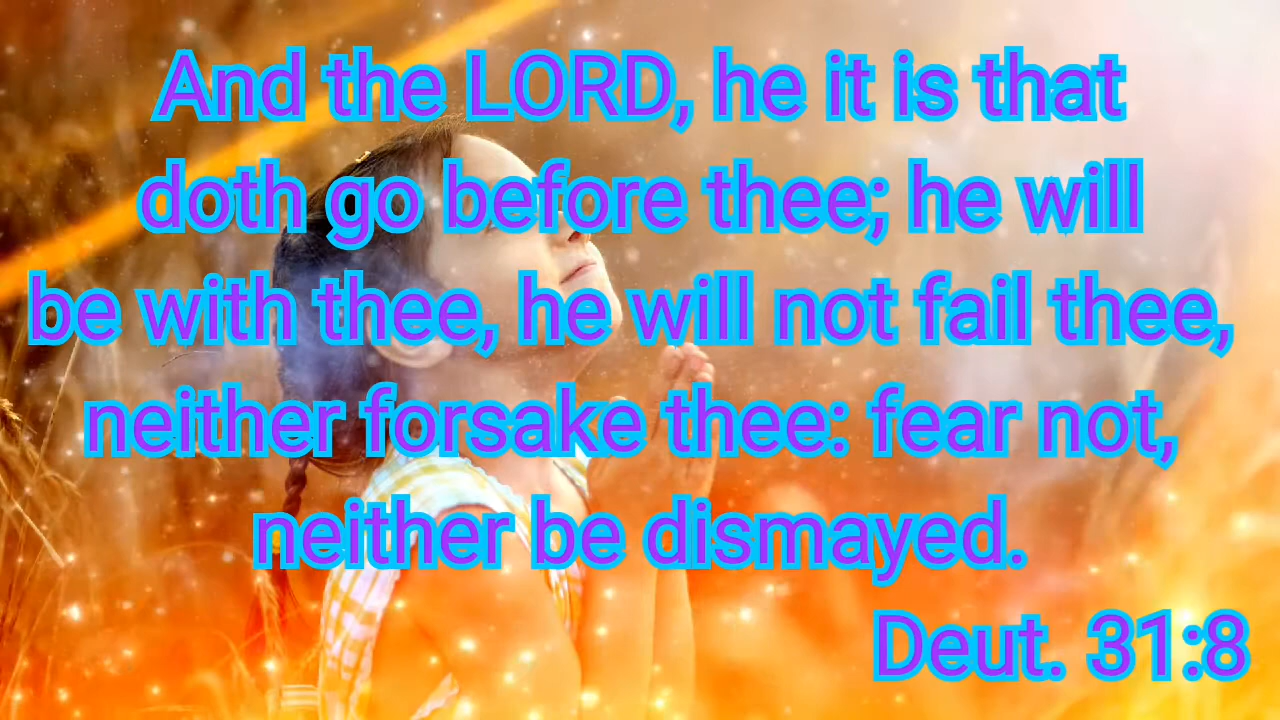 And the LORD, he it is that
doth go before thee; he will
be with thee, he will not fail thee,
neither forsake thee: fear not,
neither be dismayed.
Deut. 31:8